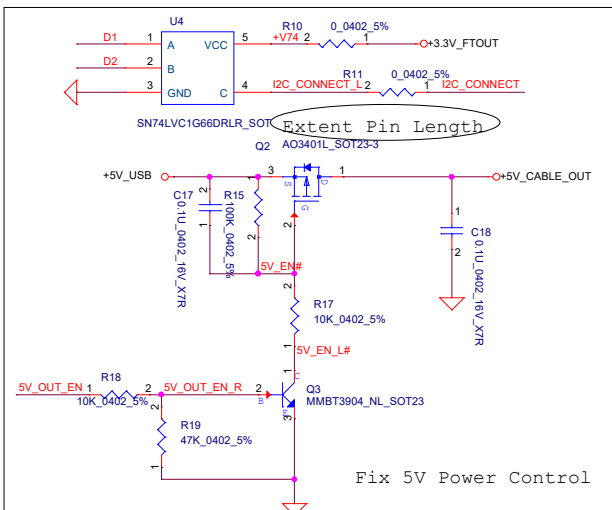 U4
D1 1 A VCC 5 +V74 2 R10 1 0_0402_5% +3.3V_FTOUT
D2 2 B
3 GND C 4 I2C_CONNECT_L 2 R11 1 0_0402_5% I2C_CONNECT
SN74LVC1G66DRLR_SOT
Extent Pin Length
Q2 AO3401L_SOT23-3
+5V_USB 3 S D 1 +5V_CABLE_OUT
G 2
C17 2 1
0.1U_0402_16V_X7R
R15 1 2
100K_0402_5%
C18 1 2
0.1U_0402_16V_X7R
5V_EN#
2 R17
10K_0402_5%
1 5V_EN_L#
1 C
Q3
MMBT3904_NL_SOT23
5V_OUT_EN 1 R18 2 5V_OUT_EN_R 2 B
10K_0402_5%
E 3
2 R19
47K_0402_5%
1
Fix 5V Power Control